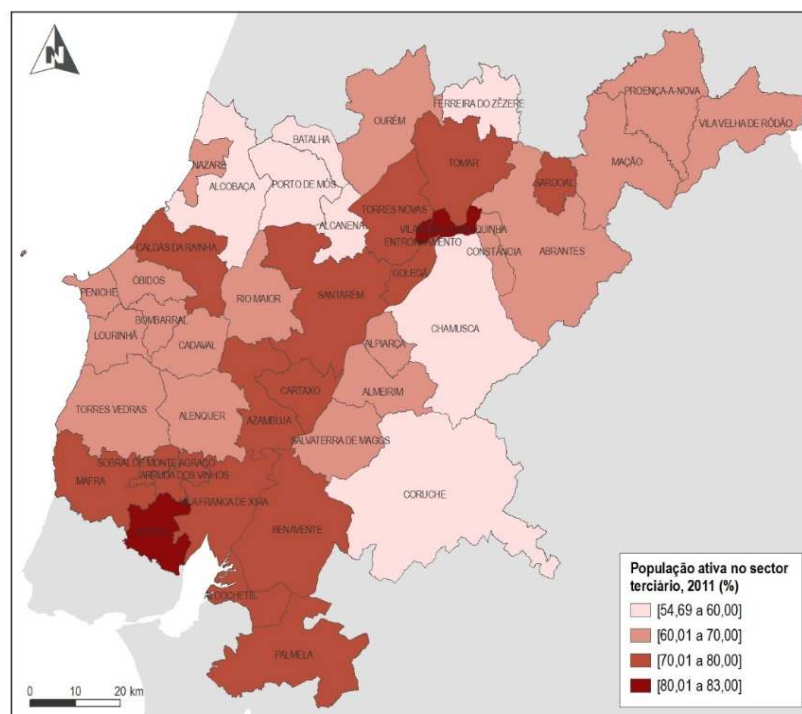 N
FERREIRA DO ZÊZERE
PROENÇA-A-NOVA
OURÉM
VILA VELHA DE RÓDÃO
BATALHA
NAZARÉ
TOMAR
MAÇÃO
SARDOAL
ALCOBAÇA
PORTO DE MÓS
TORRES NOVAS
ALCANENA
CALDAS DA RAINHA
ENTRONCAMENTO
CONSTÂNCIA
ABRANTES
GOLEGÃ
ÓBIDOS
PENICHE
RIO MAIOR
SANTARÉM
CHAMUSCA
BOMBARRAL
LOURINHÃ
CADAVAL
ALPIARÇA
CARTAXO
ALMEIRIM
TORRES VEDRAS
ALENQUER
AZAMBUJA
SALVATERRA DE MAGOS
SOBRAL DE MONTE AGRAÇO
ARRUDA DOS VINHOS
MAFRA
CORUCHE
VILA FRANCA DE XIRA
BENAVENTE
ALCOCHETE
PALMELA
População ativa no sector
terciário, 2011 (%)
[54,69 a 60,00]
[60,01 a 70,00]
[70,01 a 80,00]
[80,01 a 83,00]
0 10 20 km